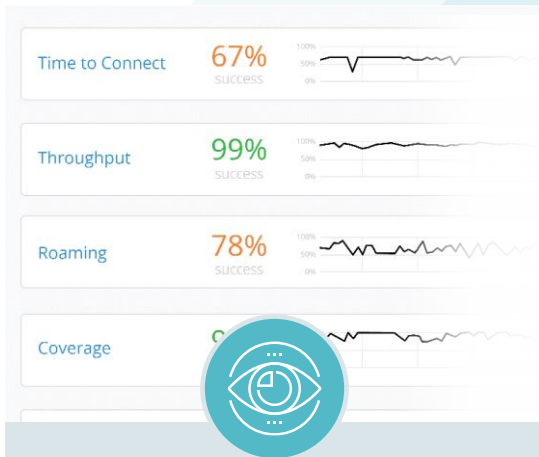 Time to Connect
67%
success
100%
50%
0%
Throughput
99%
success
100%
50%
0%
Roaming
78%
success
100%
50%
0%
Coverage